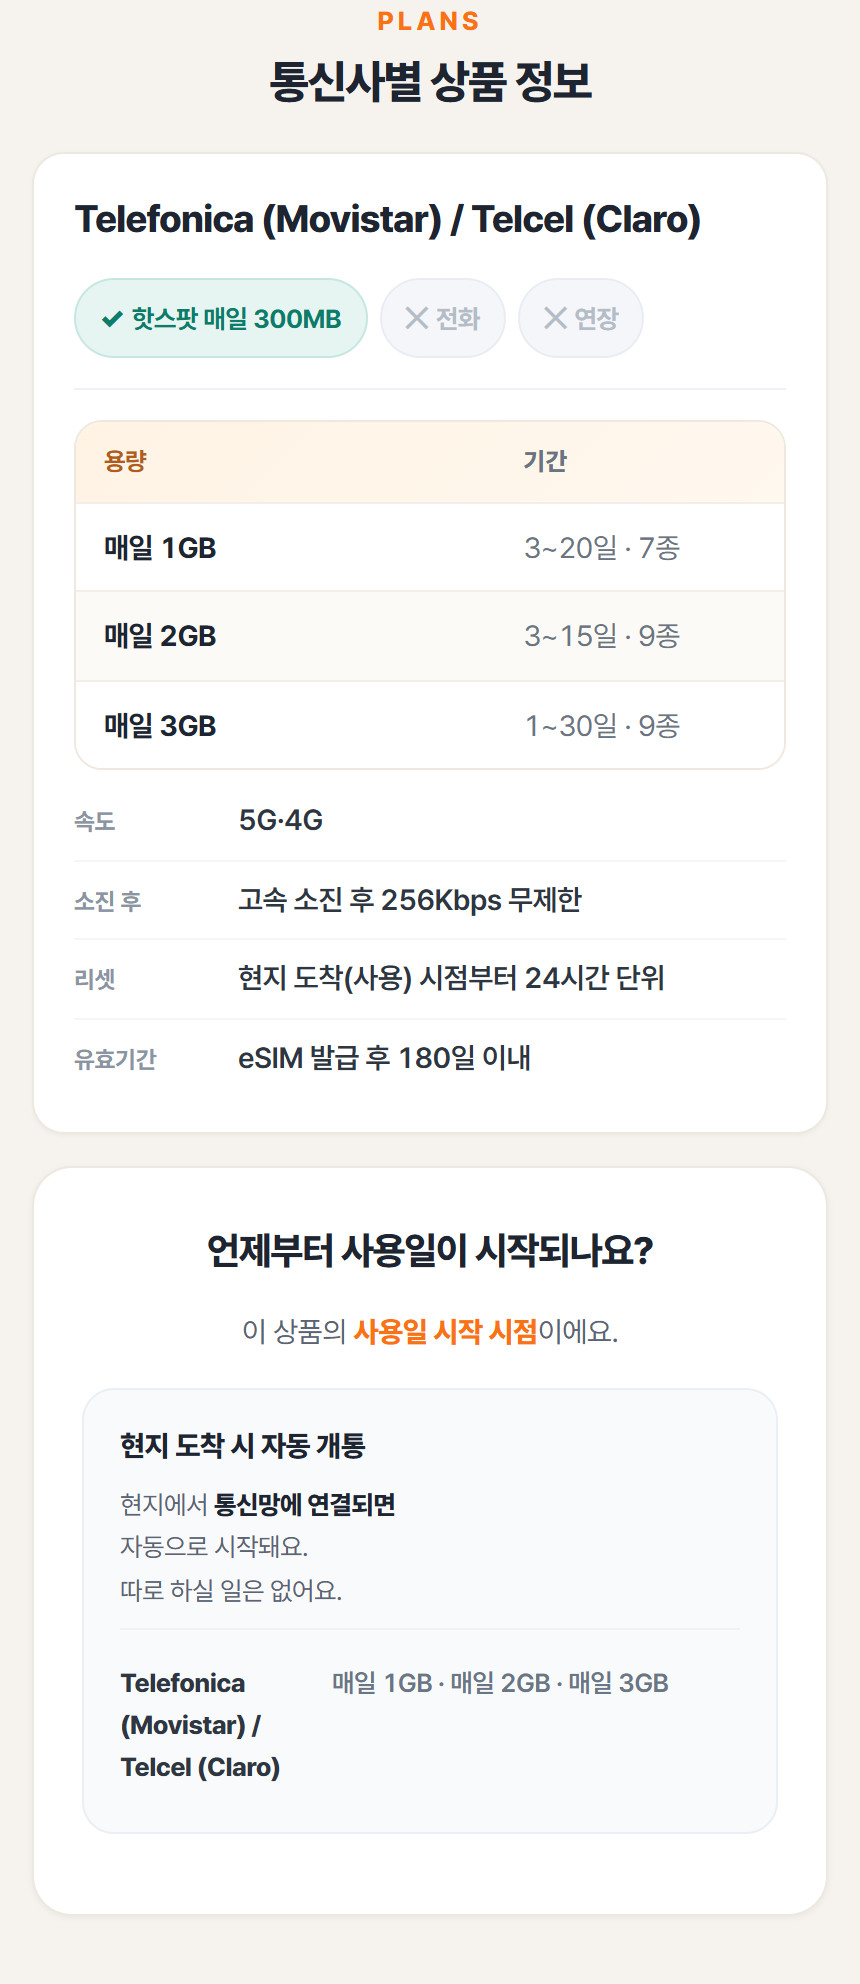 PLANS
통신사별 상품 정보
Telefonica (Movistar) / Telcel (Claro)
✓ 핫스팟 매일 300MB ✕ 전화 ✕ 연장
용량 기간
매일 1GB 3~20일 · 7종
매일 2GB 3~15일 · 9종
매일 3GB 1~30일 · 9종
속도 5G·4G
소진 후 고속 소진 후 256Kbps 무제한
리셋 현지 도착(사용) 시점부터 24시간 단위
유효기간 eSIM 발급 후 180일 이내
언제부터 사용일이 시작되나요?
이 상품의 사용일 시작 시점이에요.
현지 도착 시 자동 개통
현지에서 통신망에 연결되면
자동으로 시작돼요.
따로 하실 일은 없어요.
Telefonica 매일 1GB · 매일 2GB · 매일 3GB
(Movistar) /
Telcel (Claro)